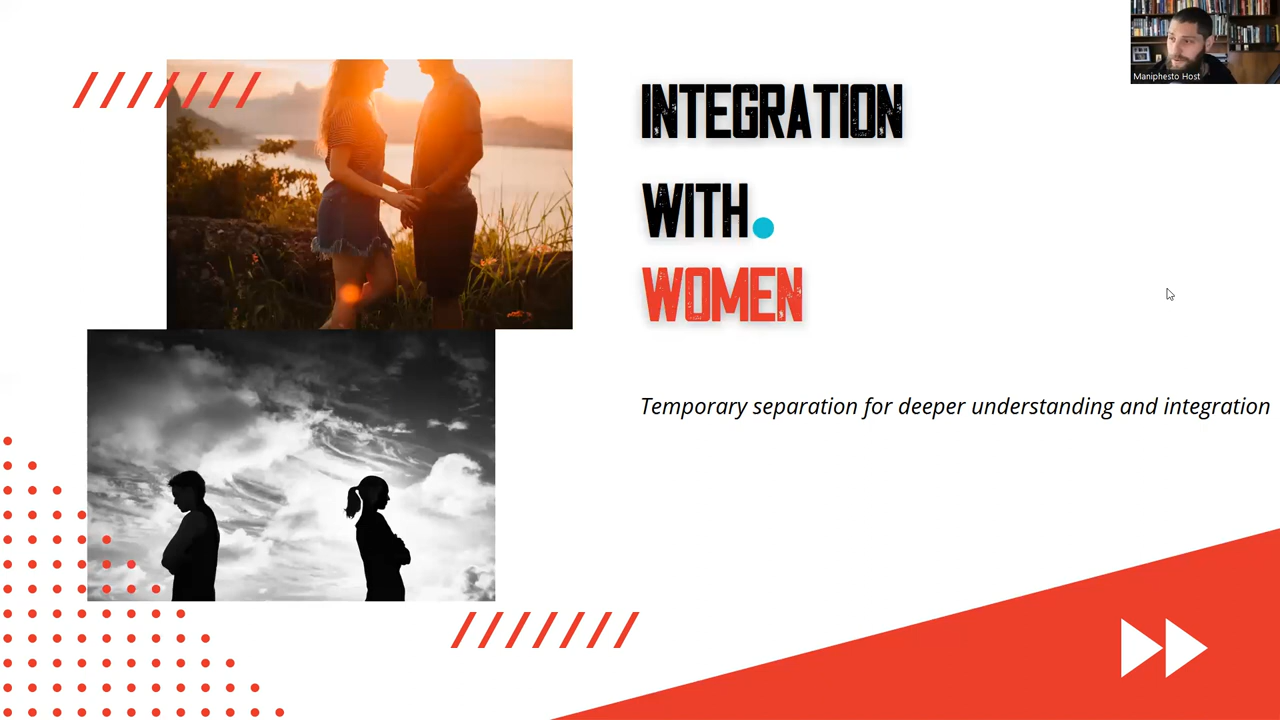 Maniphesto Host
INTEGRATION
WITH.
WOMEN
Temporary separation for deeper understanding and integration